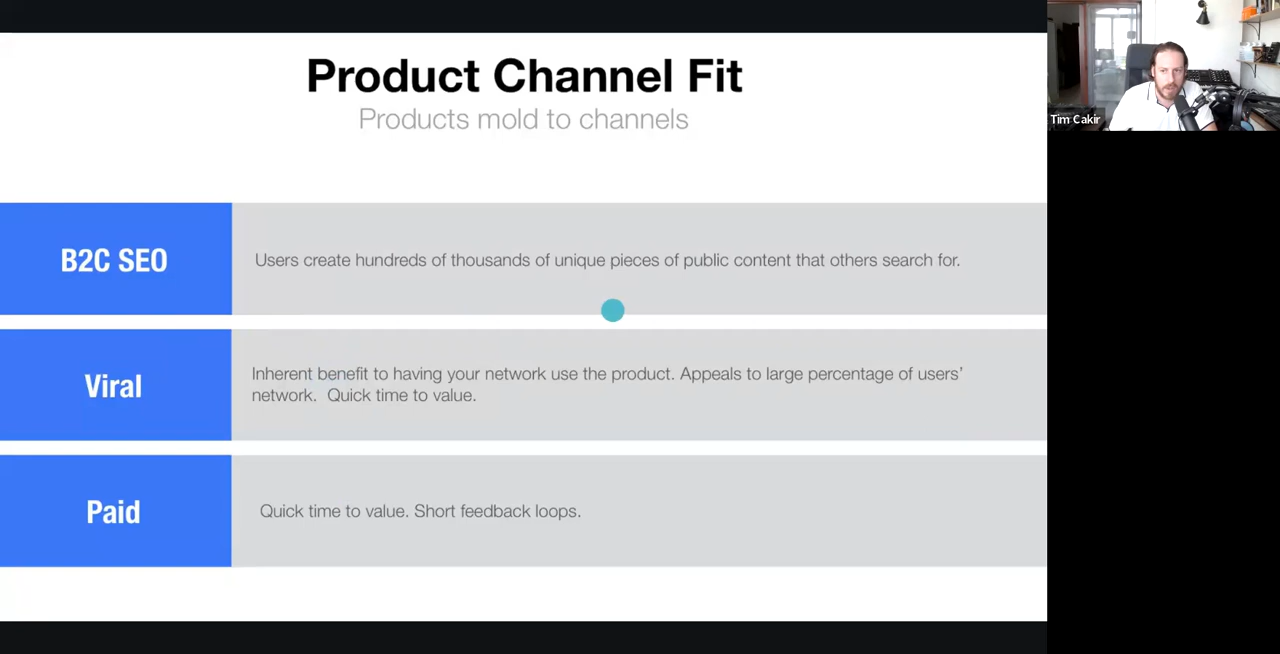 Product Channel Fit
Products mold to channels
Tim Cakir
B2C SEO
Users create hundreds of thousands of unique pieces of public content that others search for.
Viral
Inherent benefit to having your network use the product. Appeals to large percentage of users’
network.  Quick time to value.
Paid
Quick time to value. Short feedback loops.